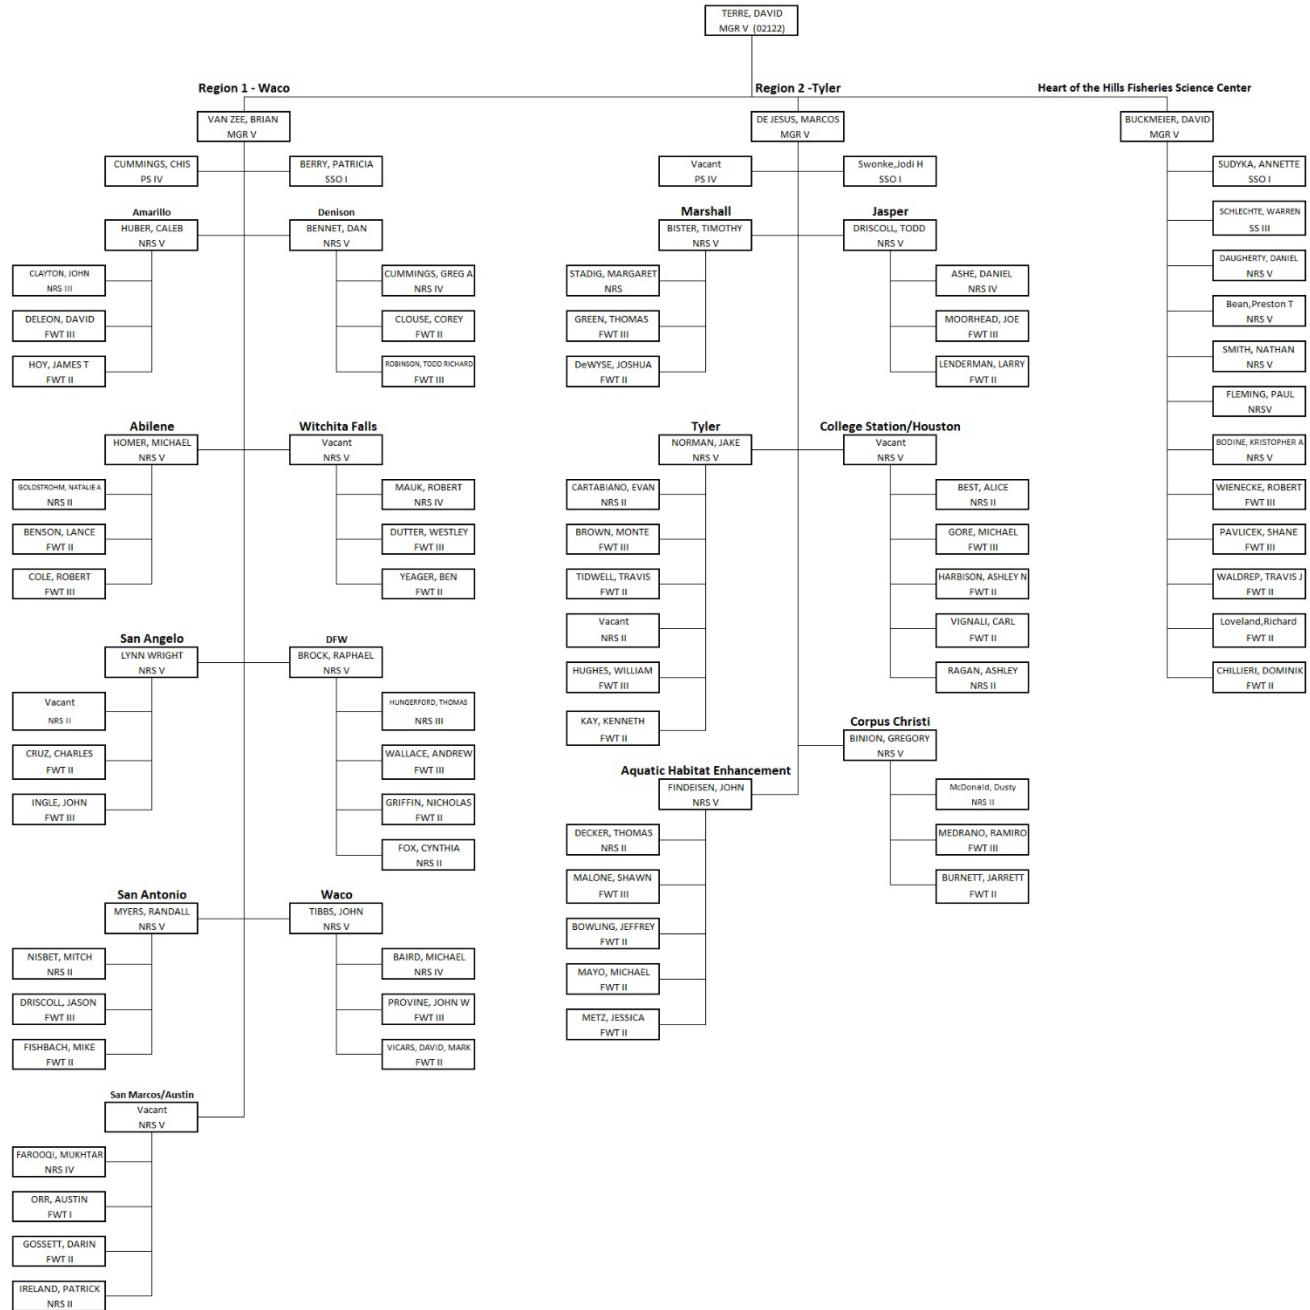 TERRE, DAVID
MGR V (02122)
Region 1 - Waco
Region 2 -Tyler
Heart of the Hills Fisheries Science Center
VAN ZEE, BRIAN
MGR V
DE JESUS, MARCOS
MGR V
BUCKMEIER, DAVID
MGR V
CUMMINGS, CHIS
PS IV
BERRY, PATRICIA
SSO I
Amarillo
HUBER, CALEB
NRS V
Denison
BENNET, DAN
NRS V
CLAYTON, JOHN
NRS III
DELEON, DAVID
FWT III
HOY, JAMES T
FWT II
CUMMINGS, GREG A
NRS IV
CLOUSE, COREY
FWT II
ROBINSON, TODD RICHARD
FWT III
Abilene
HOMER, MICHAEL
NRS V
Witchita Falls
Vacant
NRS V
GOLDSTROHM, NATALIE A
NRS II
BENSON, LANCE
FWT II
COLE, ROBERT
FWT III
MAUK, ROBERT
NRS IV
DUTTER, WESTLEY
FWT III
YEAGER, BEN
FWT II
San Angelo
LYNN WRIGHT
NRS V
DFW
BROCK, RAPHAEL
NRS V
Vacant
NRS II
CRUZ, CHARLES
FWT II
INGLE, JOHN
FWT III
HUNGERFORD, THOMAS
NRS III
WALLACE, ANDREW
FWT III
GRIFFIN, NICHOLAS
FWT II
FOX, CYNTHIA
NRS II
San Antonio
MYERS, RANDALL
NRS V
Waco
TIBBS, JOHN
NRS V
NISBET, MITCH
NRS II
DRISCOLL, JASON
FWT III
FISHBACH, MIKE
FWT II
BAIRD, MICHAEL
NRS IV
PROVINE, JOHN W
FWT III
VICARS, DAVID, MARK
FWT II
San Marcos/Austin
Vacant
NRS V
FAROOQI, MUKHTAR
NRS IV
ORR, AUSTIN
FWT I
GOSSETT, DARIN
FWT II
IRELAND, PATRICK
NRS II
Vacant
PS IV
Swonke,Jodi H
SSO I
Marshall
BISTER, TIMOTHY
NRS V
Jasper
DRISCOLL, TODD
NRS V
STADIG, MARGARET
NRS
GREEN, THOMAS
FWT III
DeWYSE, JOSHUA
FWT II
ASHE, DANIEL
NRS IV
MOORHEAD, JOE
FWT III
LENDERMAN, LARRY
FWT II
Tyler
NORMAN, JAKE
NRS V
College Station/Houston
Vacant
NRS V
CARTABIANO, EVAN
NRS II
BROWN, MONTE
FWT III
TIDWELL, TRAVIS
FWT II
Vacant
NRS II
HUGHES, WILLIAM
FWT III
KAY, KENNETH
FWT II
BEST, ALICE
NRS II
GORE, MICHAEL
FWT III
HARBISON, ASHLEY N
FWT II
VIGNALI, CARL
FWT II
RAGAN, ASHLEY
NRS II
Corpus Christi
BINION, GREGORY
NRS V
Aquatic Habitat Enhancement
FINDEISEN, JOHN
NRS V
McDonald, Dusty
NRS II
MEDRANO, RAMIRO
FWT III
BURNETT, JARRETT
FWT II
DECKER, THOMAS
NRS II
MALONE, SHAWN
FWT III
BOWLING, JEFFREY
FWT II
MAYO, MICHAEL
FWT II
METZ, JESSICA
FWT II
SUDYKA, ANNETTE
SSO I
SCHLECHTE, WARREN
SS III
DAUGHERTY, DANIEL
NRS V
Bean,Preston T
NRS V
SMITH, NATHAN
NRS V
FLEMING, PAUL
NRSV
BODINE, KRISTOPHER A
NRS V
WIENECKE, ROBERT
FWT III
PAVLICEK, SHANE
FWT III
WALDREP, TRAVIS J
FWT II
Loveland,Richard
FWT II
CHILLIERI, DOMINIK
FWT II